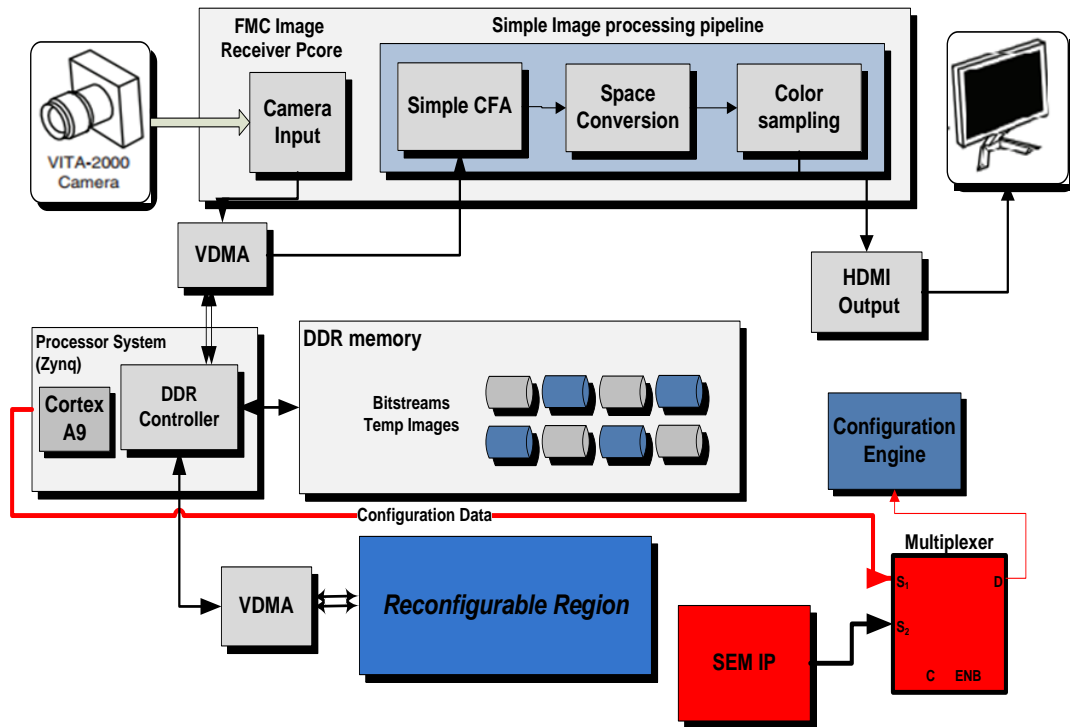 FMC Image
Receiver Pcore
Simple Image processing pipeline
VITA-2000
Camera
Camera
Input
Simple CFA
Space
Conversion
Color
sampling
VDMA
HDMI
Output
Processor System
(Zynq)
Cortex
A9
DDR
Controller
DDR memory
Bitstreams
Temp Images
Configuration
Engine
Configuration Data
Multiplexer
S1
D
S2
C ENB
VDMA
Reconfigurable Region
SEM IP